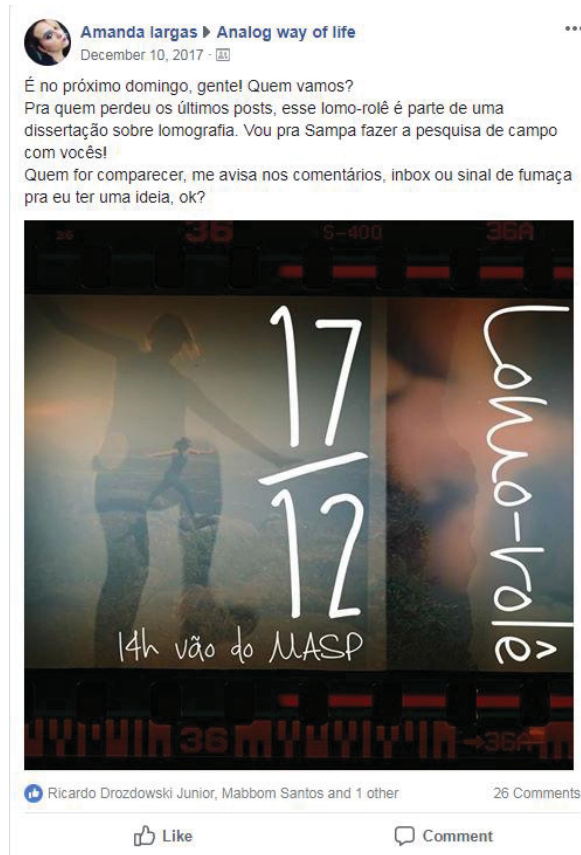 Amanda Iargas ▸ Analog way of life
December 10, 2017 ·
É no próximo domingo, gente! Quem vamos?
Pra quem perdeu os últimos posts, esse lomo-rolê é parte de uma
dissertação sobre lomografia. Vou pra Sampa fazer a pesquisa de campo
com vocês!
Quem for comparecer, me avisa nos comentários, inbox ou sinal de fumaça
pra eu ter uma ideia, ok?
36 36 S-400 36A
17
12
Lomo-rolê
14h vão do MASP
36 →36A
Ricardo Drozdowski Junior, Mabbom Santos and 1 other 26 Comments
Like Comment